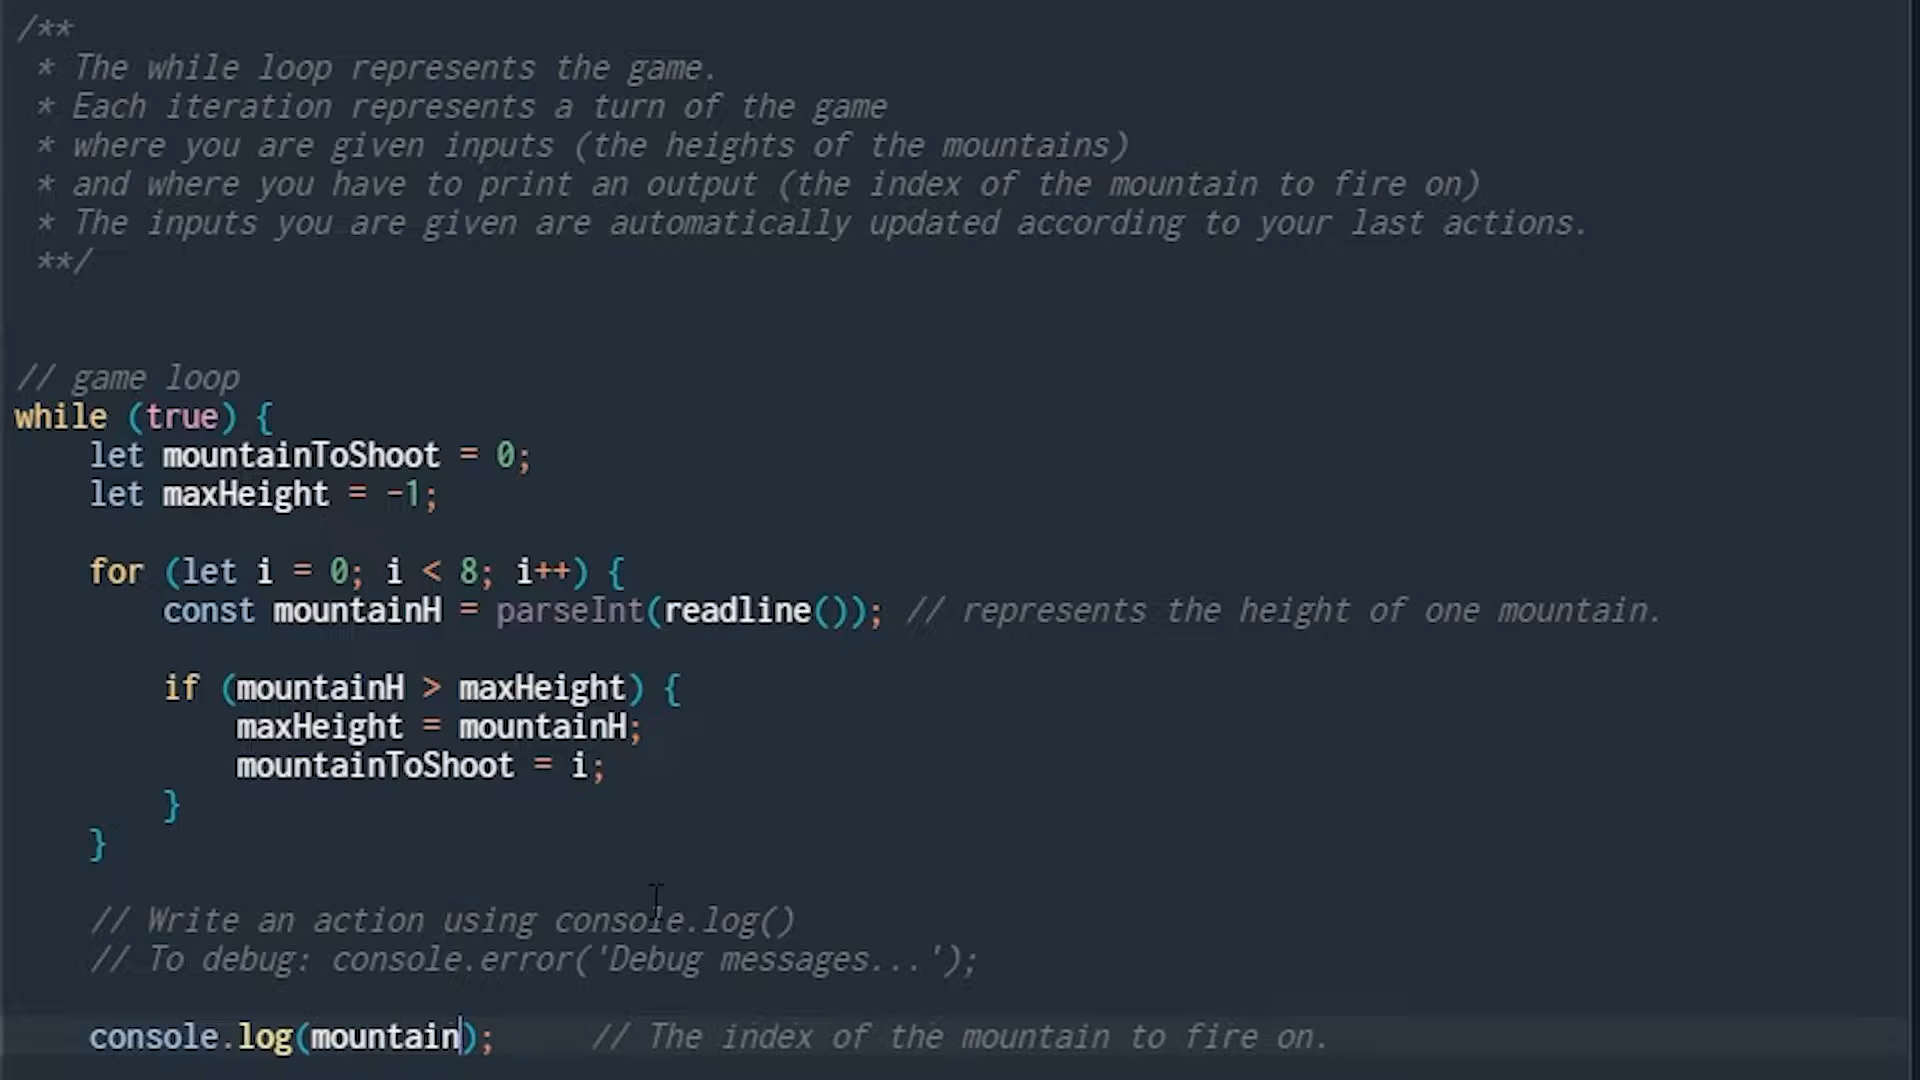 /**
 * The while loop represents the game.
 * Each iteration represents a turn of the game
 * where you are given inputs (the heights of the mountains)
 * and where you have to print an output (the index of the mountain to fire on)
 * The inputs you are given are automatically updated according to your last actions.
 **/
// game loop
while (true) {
    let mountainToShoot = 0;
    let maxHeight = -1;
    for (let i = 0; i < 8; i++) {
        const mountainH = parseInt(readline()); // represents the height of one mountain.
        if (mountainH > maxHeight) {
            maxHeight = mountainH;
            mountainToShoot = i;
        }
    }
    // Write an action using console.log()
    // To debug: console.error('Debug messages...');
    console.log(mountain);     // The index of the mountain to fire on.